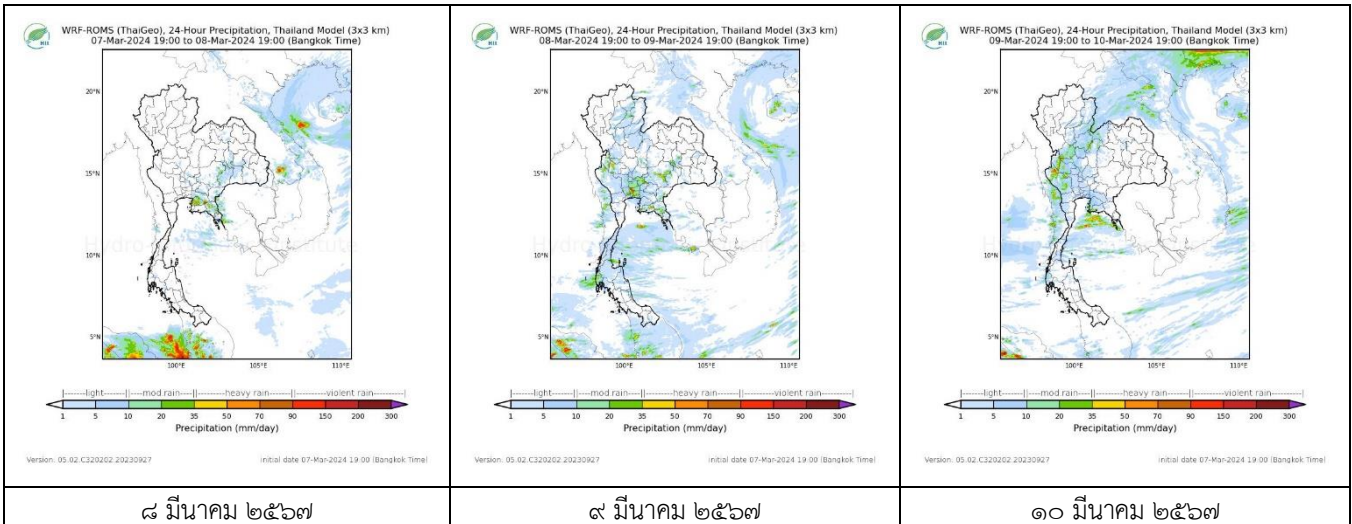 WRF-ROMS (ThaiGeo), 24-Hour Precipitation, Thailand Model (3x3 km)
07-Mar-2024 19:00 to 08-Mar-2024 19:00 (Bangkok Time)
HII
20°N
15°N
10°N
5°N
100°E
105°E
110°E
light
mod rain
heavy rain
violent rain
1 5 10 20 35 50 70 90 150 200 300
Precipitation (mm/day)
Version: 05.02.C320202.20230927
initial date 07-Mar-2024 19:00 (Bangkok Time)
๘ มีนาคม ๒๕๖๗
WRF-ROMS (ThaiGeo), 24-Hour Precipitation, Thailand Model (3x3 km)
08-Mar-2024 19:00 to 09-Mar-2024 19:00 (Bangkok Time)
HII
20°N
15°N
10°N
5°N
100°E
105°E
110°E
light
mod rain
heavy rain
violent rain
1 5 10 20 35 50 70 90 150 200 300
Precipitation (mm/day)
Version: 05.02.C320202.20230927
initial date 07-Mar-2024 19:00 (Bangkok Time)
๙ มีนาคม ๒๕๖๗
WRF-ROMS (ThaiGeo), 24-Hour Precipitation, Thailand Model (3x3 km)
09-Mar-2024 19:00 to 10-Mar-2024 19:00 (Bangkok Time)
HII
20°N
15°N
10°N
5°N
100°E
105°E
110°E
light
mod rain
heavy rain
violent rain
1 5 10 20 35 50 70 90 150 200 300
Precipitation (mm/day)
Version: 05.02.C320202.20230927
initial date 07-Mar-2024 19:00 (Bangkok Time)
๑๐ มีนาคม ๒๕๖๗